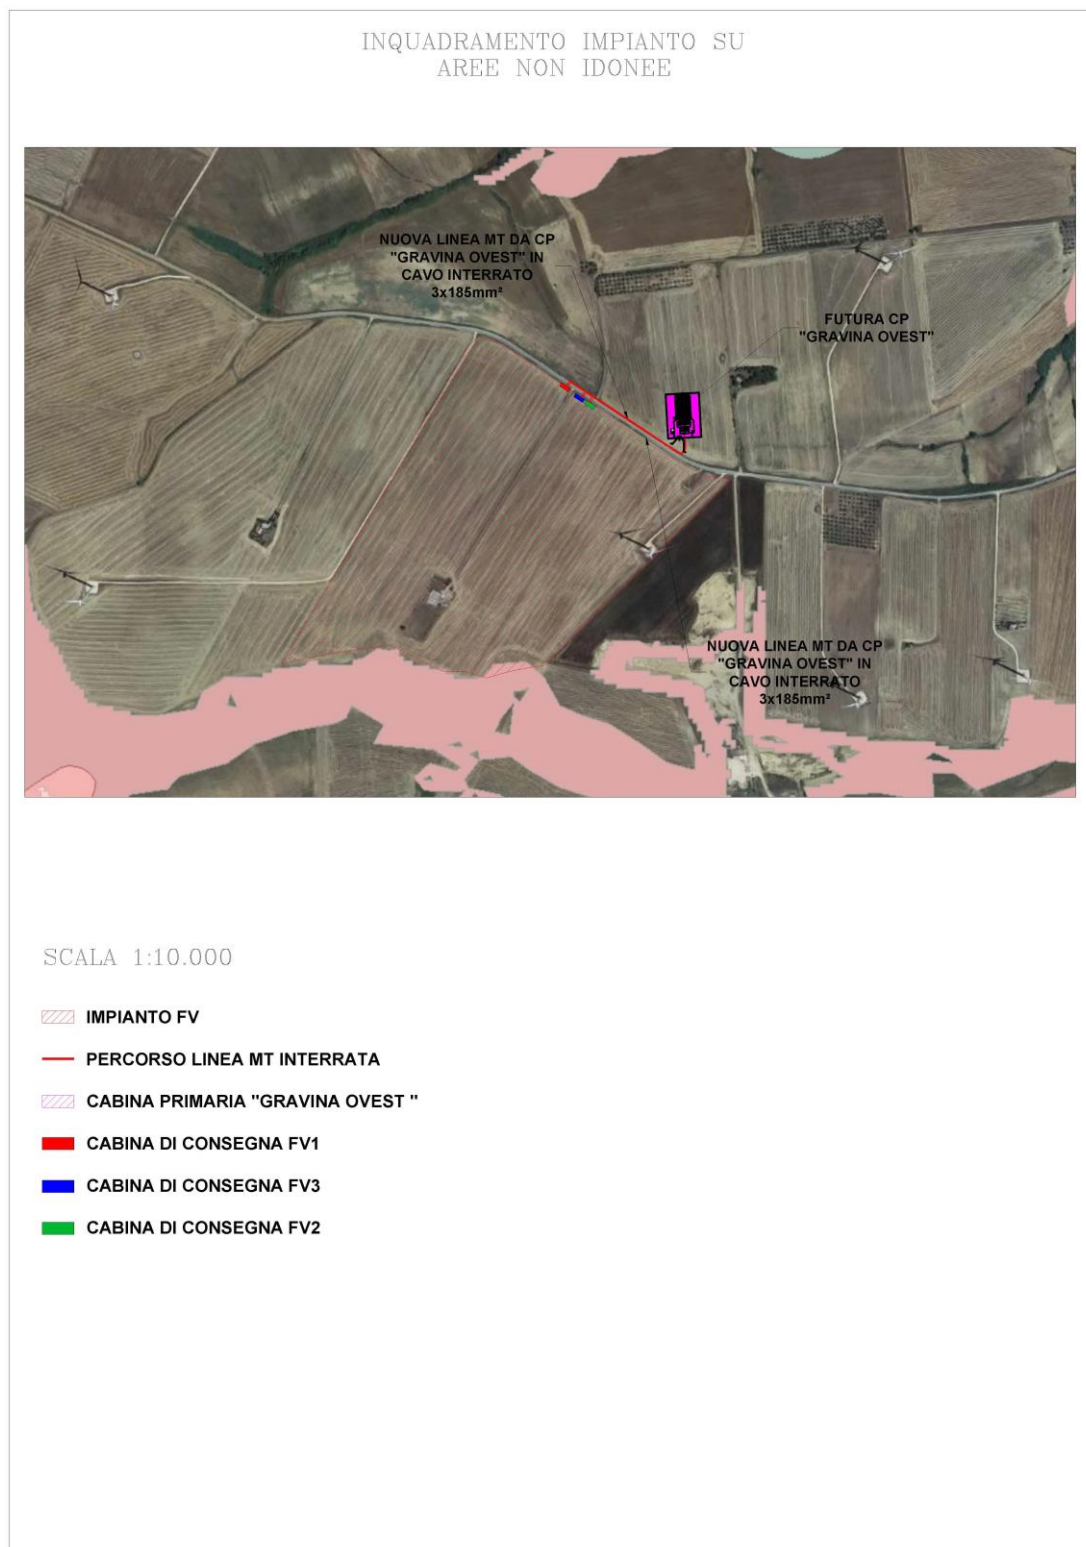 INQUADRAMENTO IMPIANTO SU
AREE NON IDONEE
NUOVA LINEA MT DA CP
"GRAVINA OVEST" IN
CAVO INTERRATO
3x185mm²
FUTURA CP
"GRAVINA OVEST"
NUOVA LINEA MT DA CP
"GRAVINA OVEST" IN
CAVO INTERRATO
3x185mm²
SCALA 1:10.000
IMPIANTO FV
PERCORSO LINEA MT INTERRATA
CABINA PRIMARIA "GRAVINA OVEST "
CABINA DI CONSEGNA FV1
CABINA DI CONSEGNA FV3
CABINA DI CONSEGNA FV2